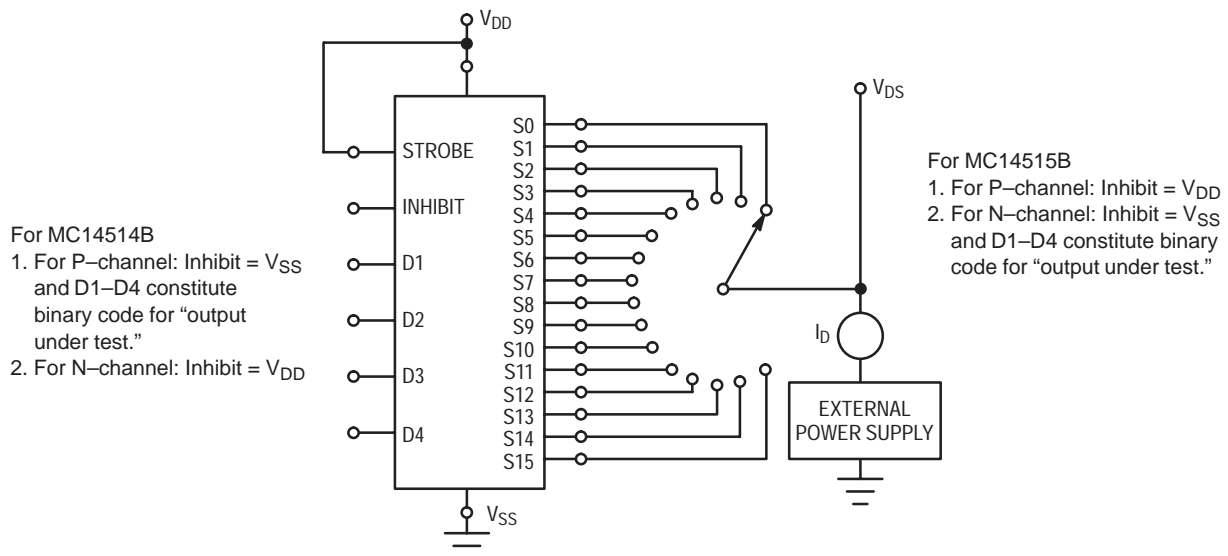 V_DD
V_DS
STROBE
INHIBIT
D1
D2
D3
D4
S0
S1
S2
S3
S4
S5
S6
S7
S8
S9
S10
S11
S12
S13
S14
S15
V_SS
For MC14514B
1. For P–channel: Inhibit = V_SS
and D1–D4 constitute
binary code for “output
under test.”
2. For N–channel: Inhibit = V_DD
For MC14515B
1. For P–channel: Inhibit = V_DD
2. For N–channel: Inhibit = V_SS
and D1–D4 constitute binary
code for “output under test.”
I_D
EXTERNAL
POWER SUPPLY